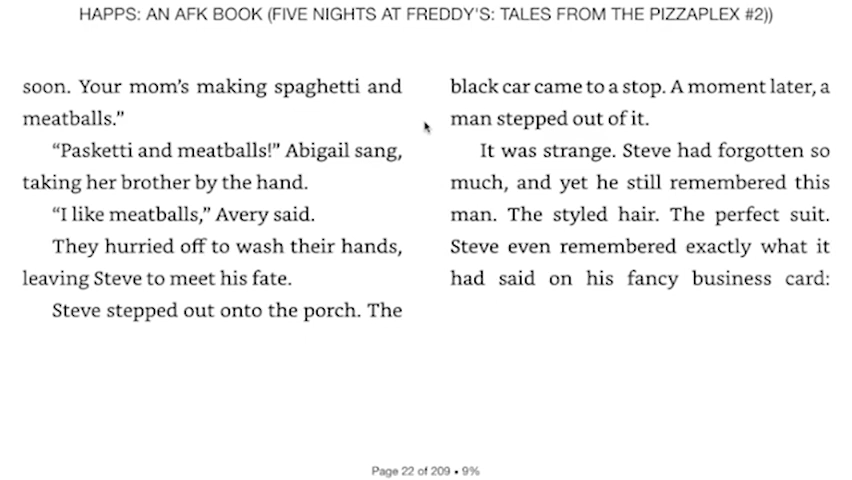 HAPPS: AN AFK BOOK (FIVE NIGHTS AT FREDDY'S: TALES FROM THE PIZZAPLEX #2))
soon. Your mom’s making spaghetti and
meatballs.”
“Pasketti and meatballs!” Abigail sang,
taking her brother by the hand.
“I like meatballs,” Avery said.
They hurried off to wash their hands,
leaving Steve to meet his fate.
Steve stepped out onto the porch. The
black car came to a stop. A moment later, a
man stepped out of it.
It was strange. Steve had forgotten so
much, and yet he still remembered this
man. The styled hair. The perfect suit.
Steve even remembered exactly what it
had said on his fancy business card:
Page 22 of 209 • 9%